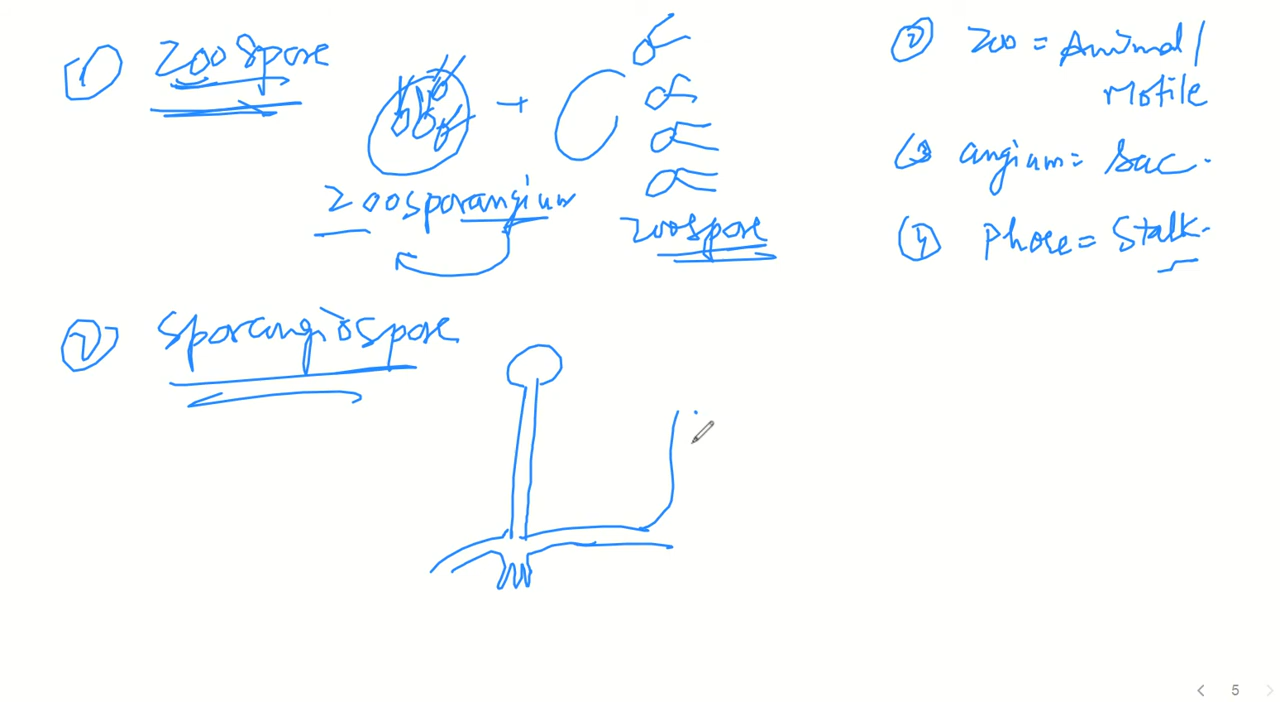 ① Zoospore
zoosporangium
zoospore
② Sporangiospore
② zoo = Animal/
Motile
③ angium = Sac.
④ Phore = Stalk.
5